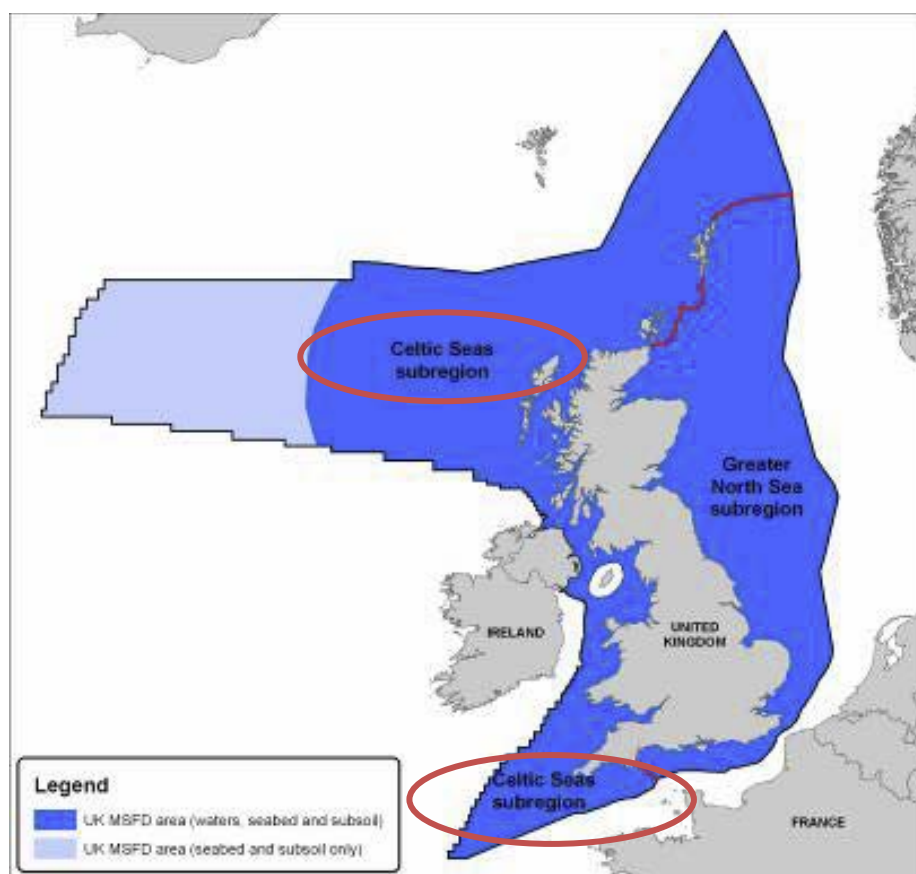 Celtic Seas
subregion
Greater
North Sea
subregion
IRELAND
UNITED
KINGDOM
Celtic Seas
subregion
FRANCE
Legend
UK MSFD area (waters, seabed and subsoil)
UK MSFD area (seabed and subsoil only)